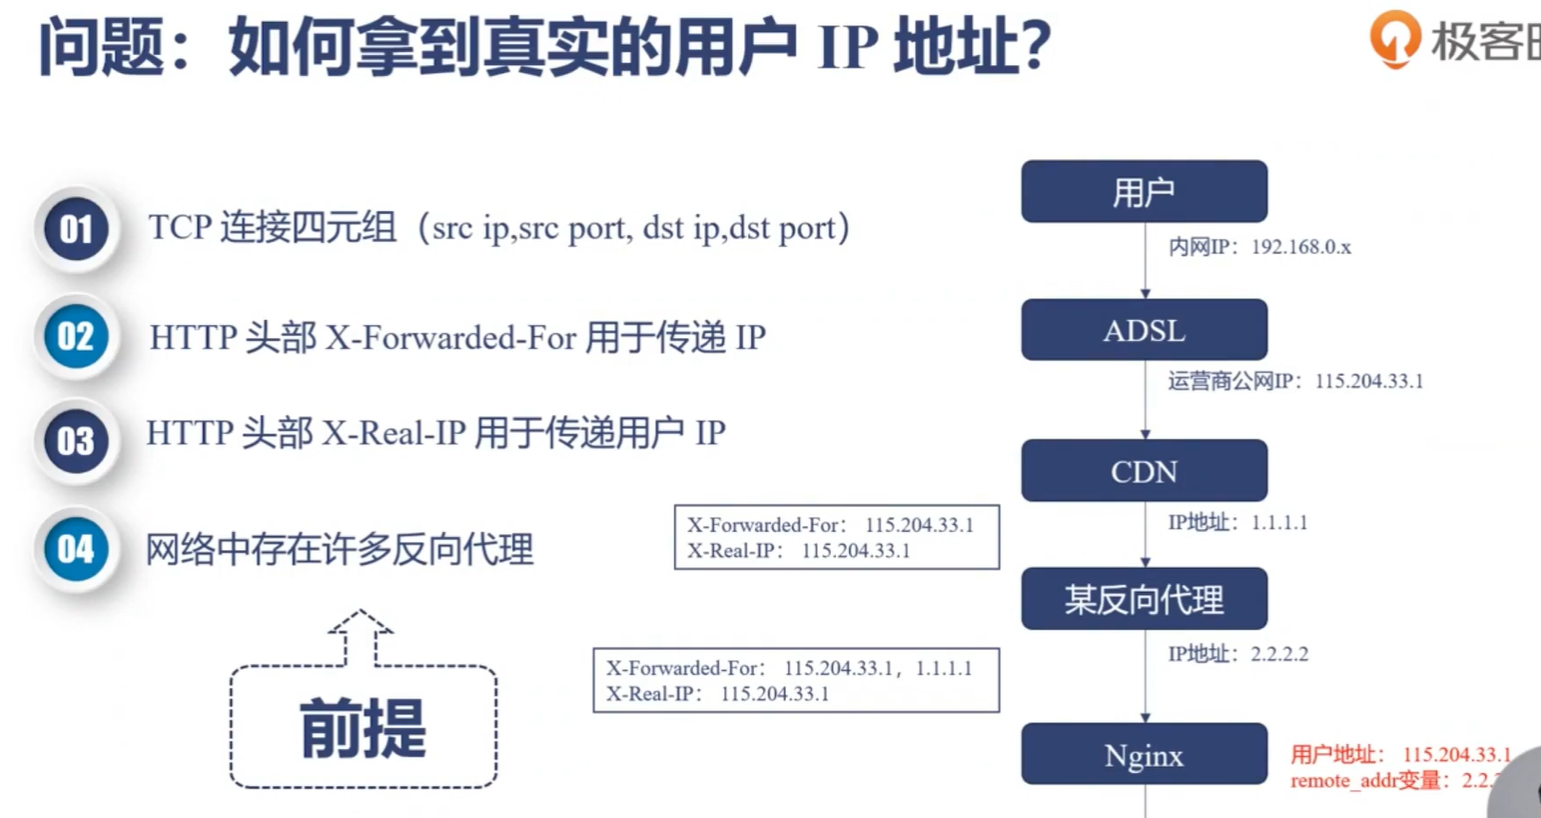 问题：如何拿到真实的用户 IP 地址？
极客
01
TCP 连接四元组（src ip,src port, dst ip,dst port）
02
HTTP 头部 X-Forwarded-For 用于传递 IP
03
HTTP 头部 X-Real-IP 用于传递用户 IP
04
网络中存在许多反向代理
前提
用户
内网IP：192.168.0.x
ADSL
运营商公网IP：115.204.33.1
CDN
IP地址：1.1.1.1
X-Forwarded-For： 115.204.33.1
X-Real-IP： 115.204.33.1
某反向代理
IP地址：2.2.2.2
X-Forwarded-For： 115.204.33.1，1.1.1.1
X-Real-IP： 115.204.33.1
Nginx
用户地址： 115.204.33.1
remote_addr变量：2.2.